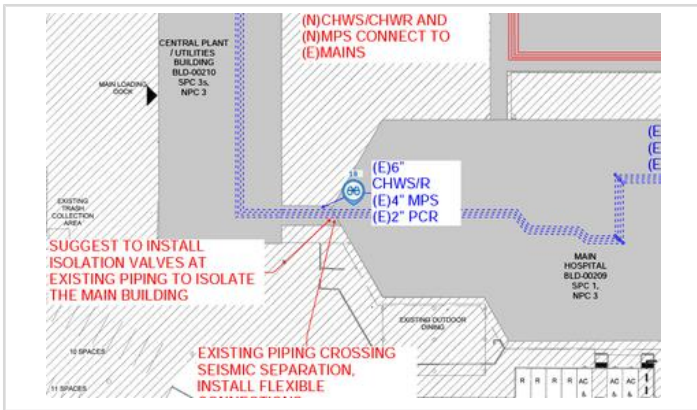 (N)CHWS/CHWR AND
(N)MPS CONNECT TO
(E)MAINS
CENTRAL PLANT
/ UTILITIES
BUILDING
BLD-00210
SPC 3s,
NPC 3
MAIN LOADING
DOCK
18
(E)6"
CHWS/R
(E)4" MPS
(E)2" PCR
(E
(E
(E
EXISTING
TRASH
COLLECTION
AREA
SUGGEST TO INSTALL
ISOLATION VALVES AT
EXISTING PIPING TO ISOLATE
THE MAIN BUILDING
MAIN
HOSPITAL
BLD-00209
SPC 1,
NPC 3
EXISTING OUTDOOR
DINING
10 SPACES
EXISTING PIPING CROSSING
SEISMIC SEPARATION,
INSTALL FLEXIBLE
11 SPACES
R R R R AC AC AC
& & &